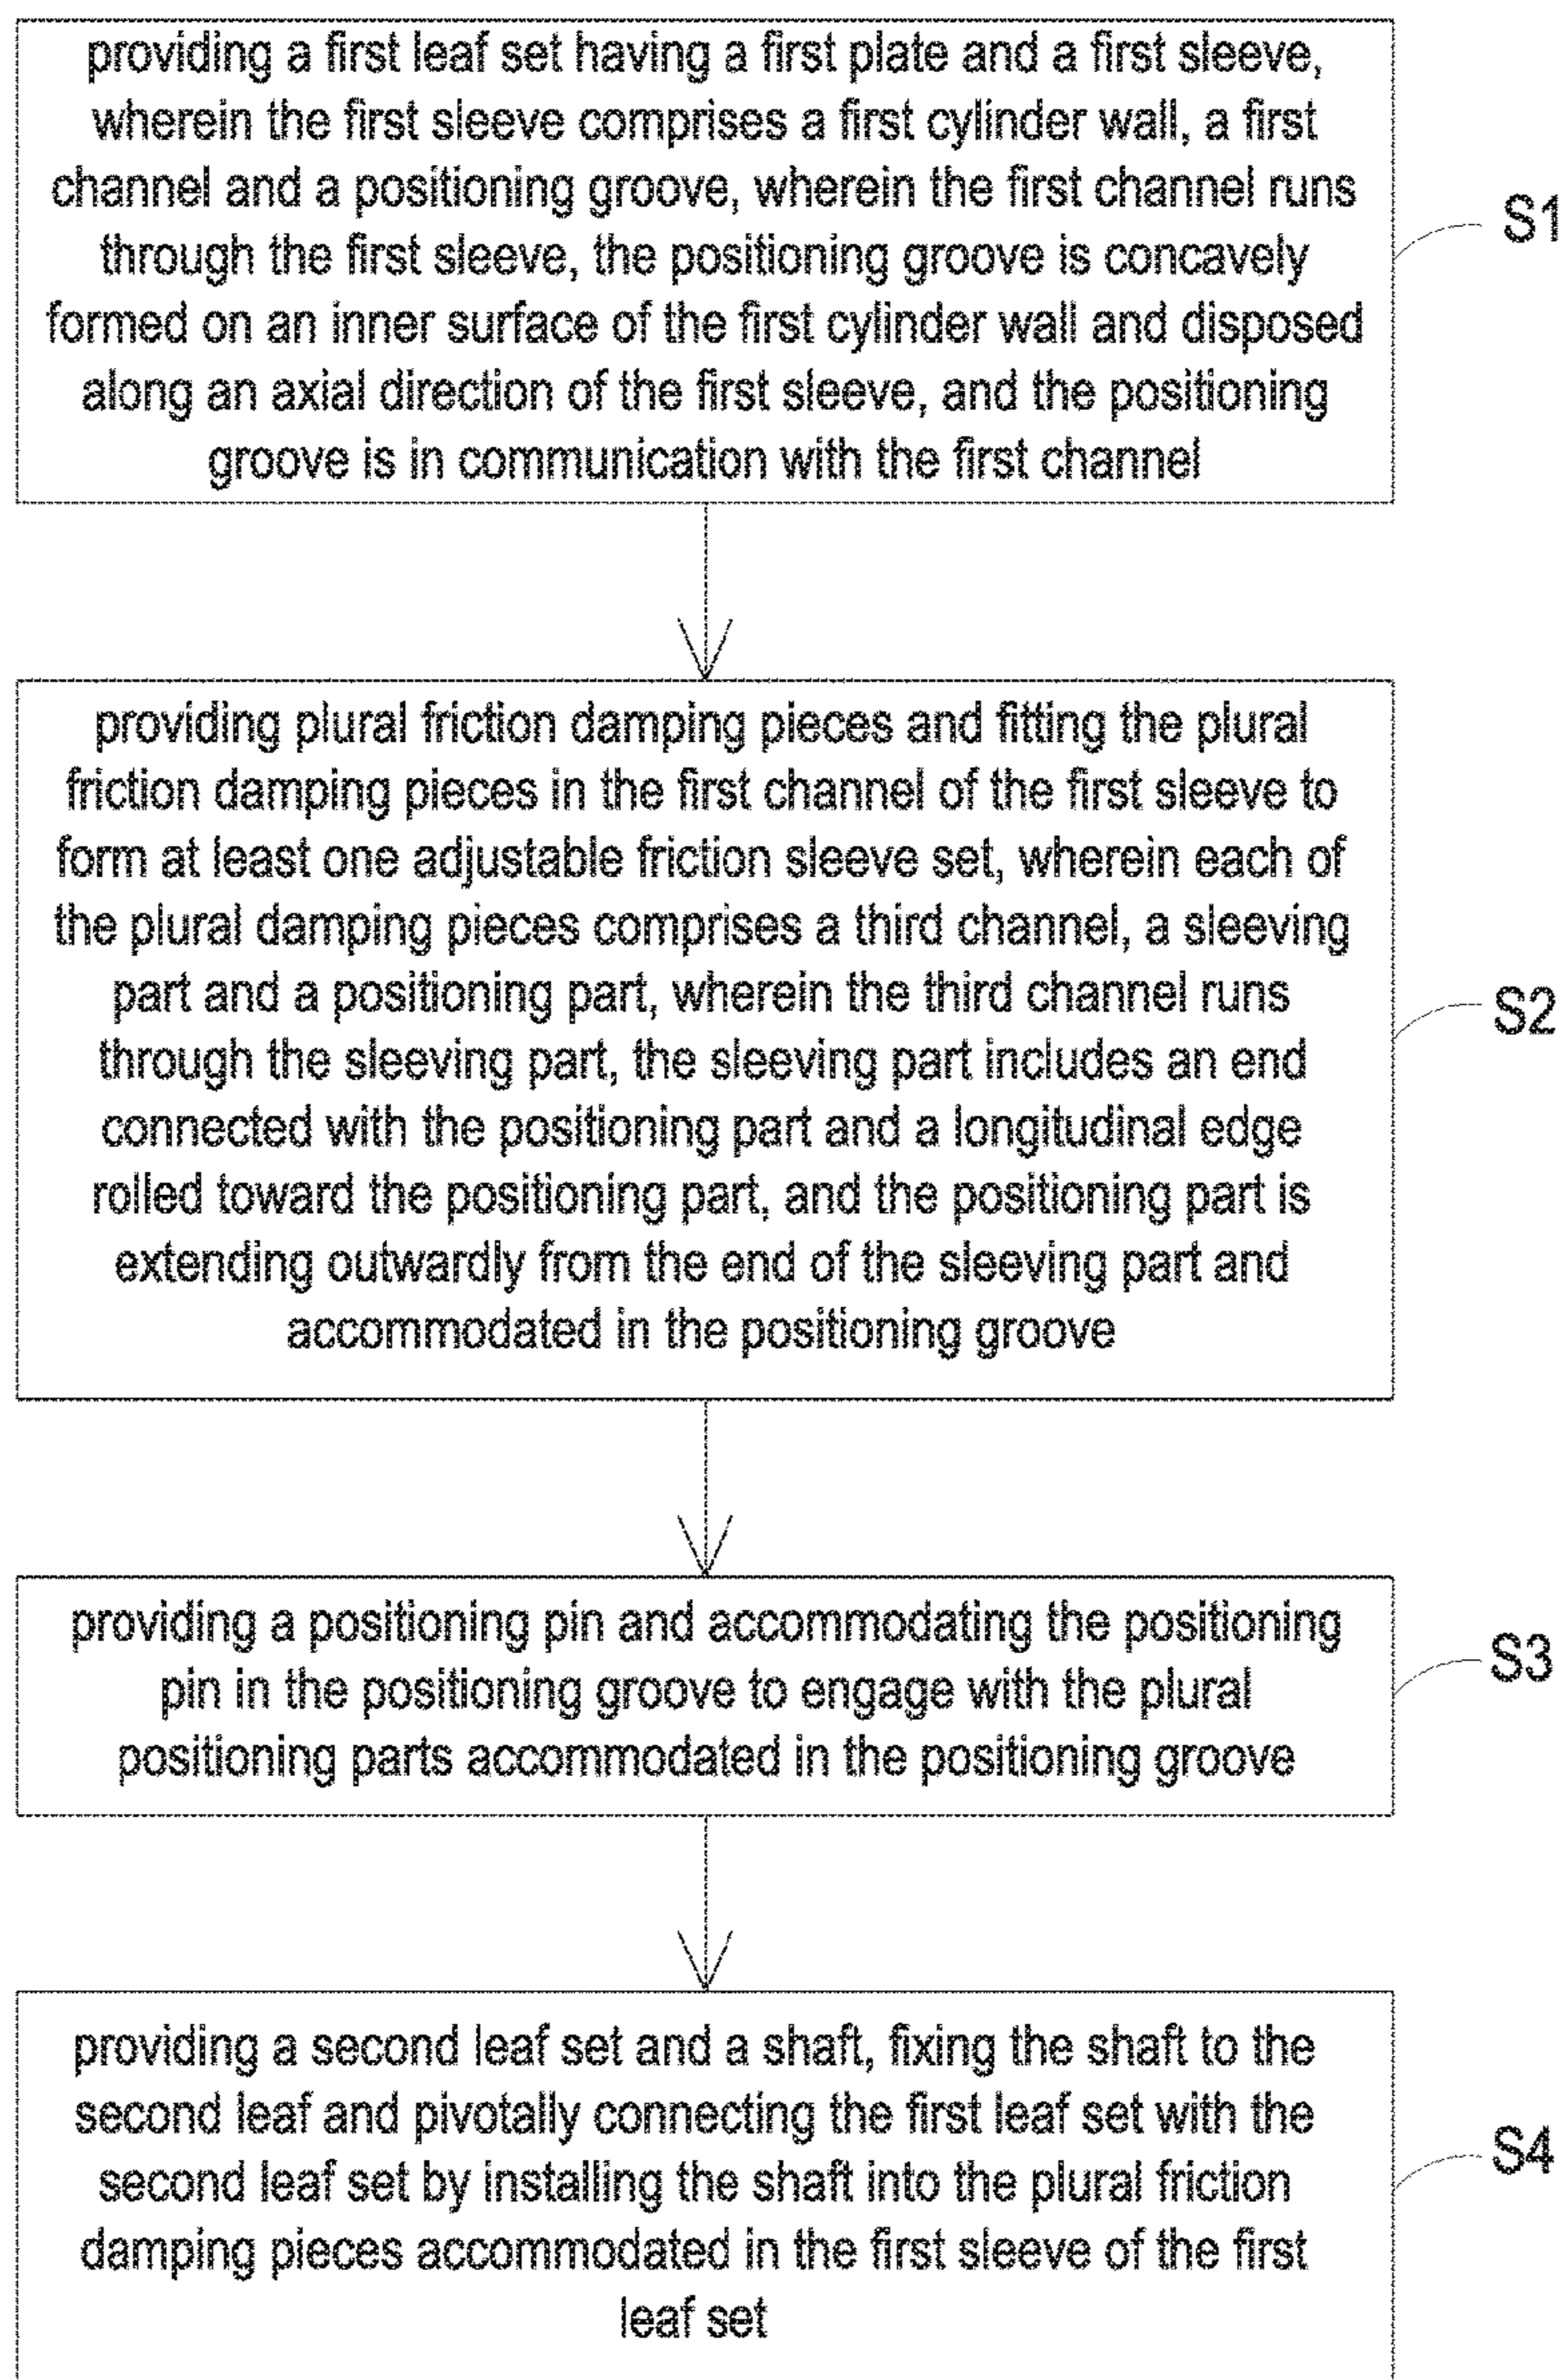 providing a first leaf set having a first plate and a first sleeve,
wherein the first sleeve comprises a first cylinder wall, a first
channel and a positioning groove, wherein the first channel runs
through the first sleeve, the positioning groove is concavely
formed on an inner surface of the first cylinder wall and disposed
along an axial direction of the first sleeve, and the positioning
groove is in communication with the first channel
S1
providing plural friction damping pieces and fitting the plural
friction damping pieces in the first channel of the first sleeve to
form at least one adjustable friction sleeve set, wherein each of
the plural damping pieces comprises a third channel, a sleeving
part and a positioning part, wherein the third channel runs
through the sleeving part, the sleeving part includes an end
connected with the positioning part and a longitudinal edge
rolled toward the positioning part, and the positioning part is
extending outwardly from the end of the sleeving part and
accommodated in the positioning groove
S2
providing a positioning pin and accommodating the positioning
pin in the positioning groove to engage with the plural
positioning parts accommodated in the positioning groove
S3
providing a second leaf set and a shaft, fixing the shaft to the
second leaf and pivotally connecting the first leaf set with the
second leaf set by installing the shaft into the plural friction
damping pieces accommodated in the first sleeve of the first
leaf set
S4